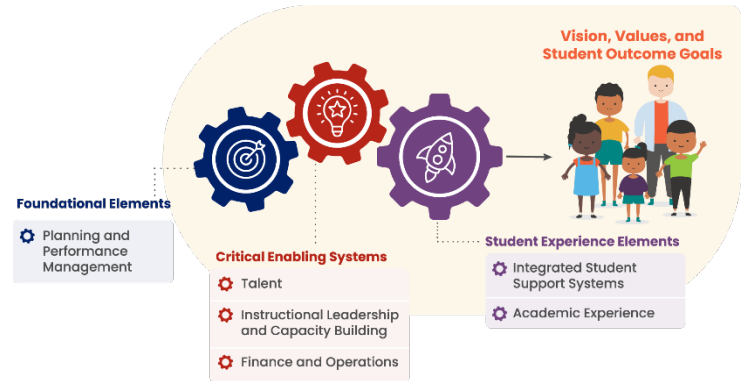 Vision, Values, and
Student Outcome Goals
Foundational Elements
Planning and
Performance
Management
Critical Enabling Systems
Talent
Instructional Leadership
and Capacity Building
Finance and Operations
Student Experience Elements
Integrated Student
Support Systems
Academic Experience